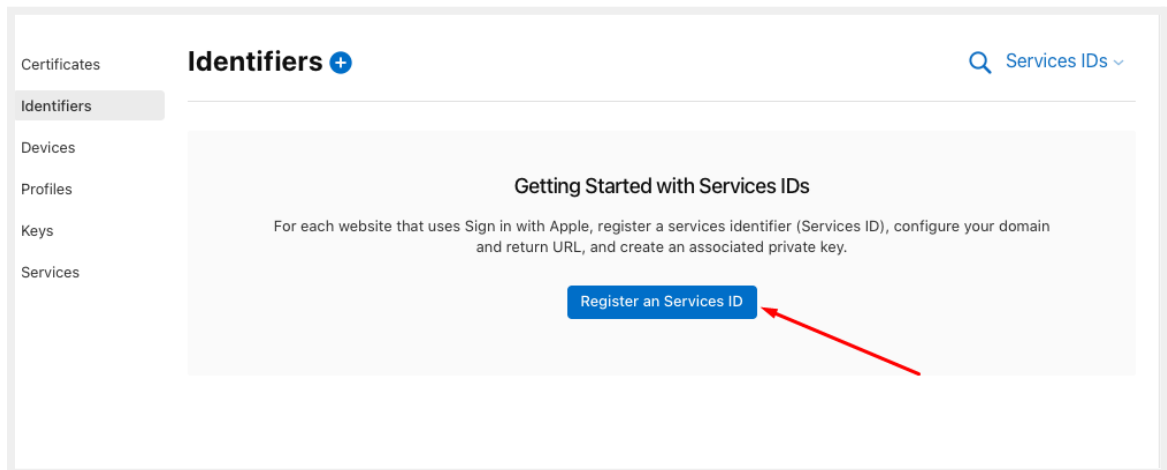 Certificates
Identifiers
Devices
Profiles
Keys
Services
Identifiers
Services IDs
Getting Started with Services IDs
For each website that uses Sign in with Apple, register a services identifier (Services ID), configure your domain
and return URL, and create an associated private key.
Register an Services ID